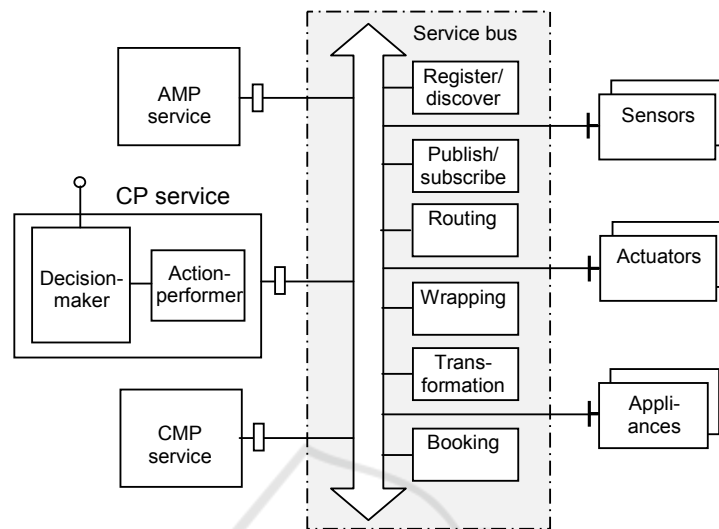 Service bus
AMP
service
CP service
Decision-
maker
Action-
performer
CMP
service
Register/
discover
Publish/
subscribe
Routing
Wrapping
Trans-
formation
Booking
Sensors
Actuators
Appli-
ances